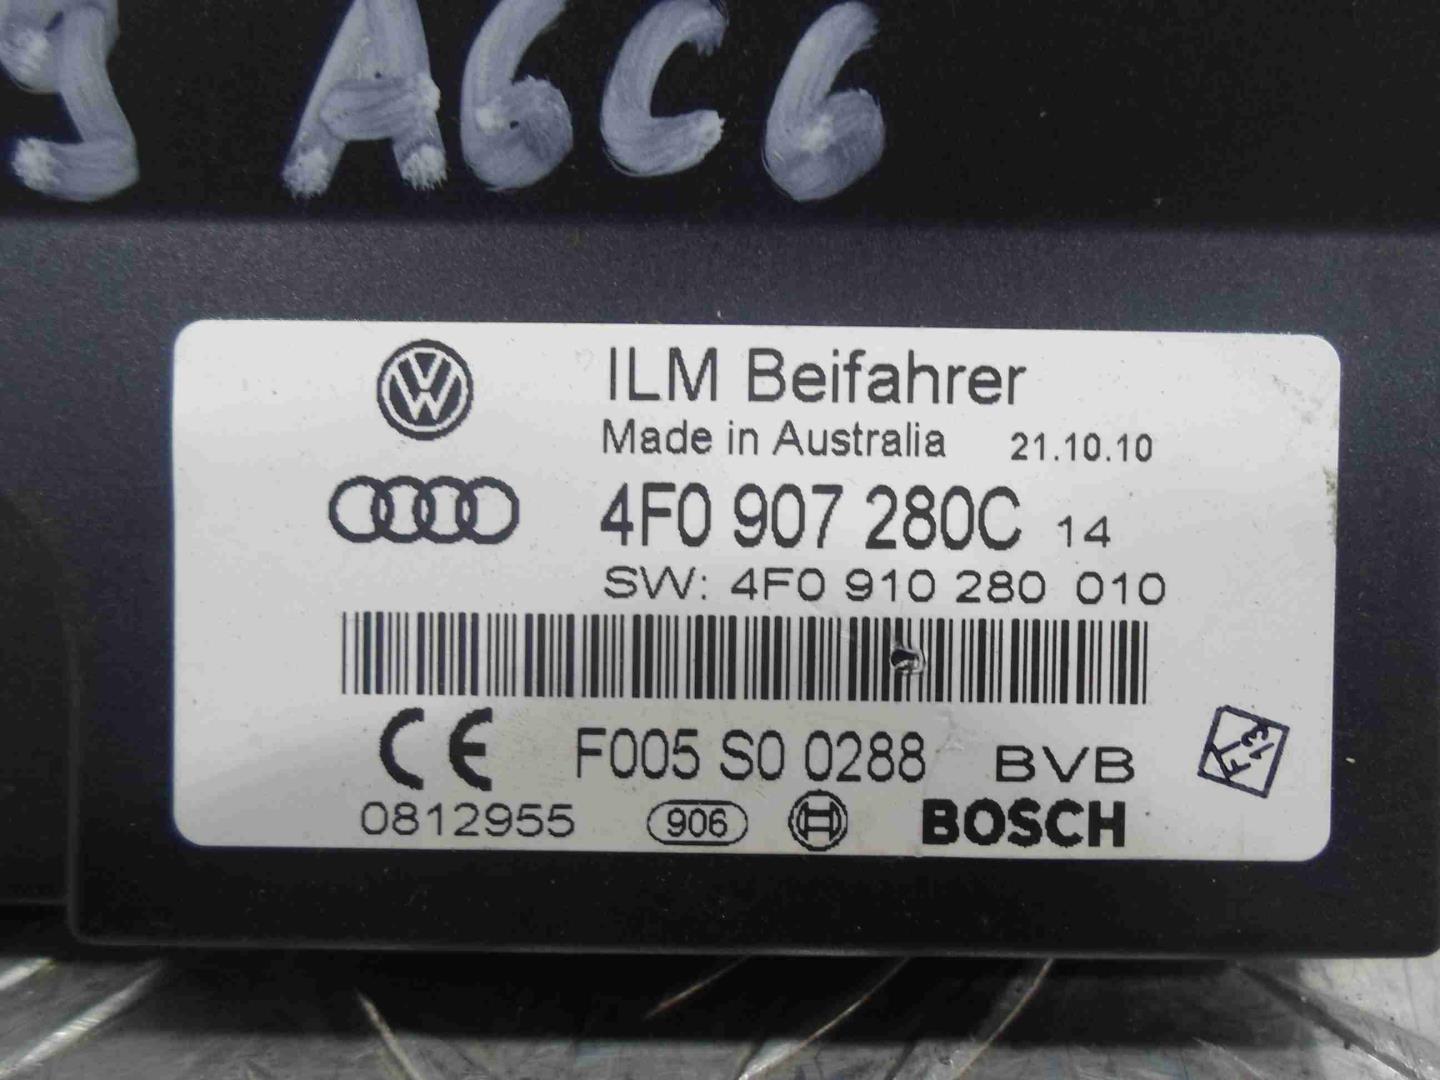 A6C6
ILM Beifahrer
Made in Australia 21.10.10
4F0 907 280C 14
SW: 4F0 910 280 010
CE F005 S0 0288 BVB
0812955 906 BOSCH